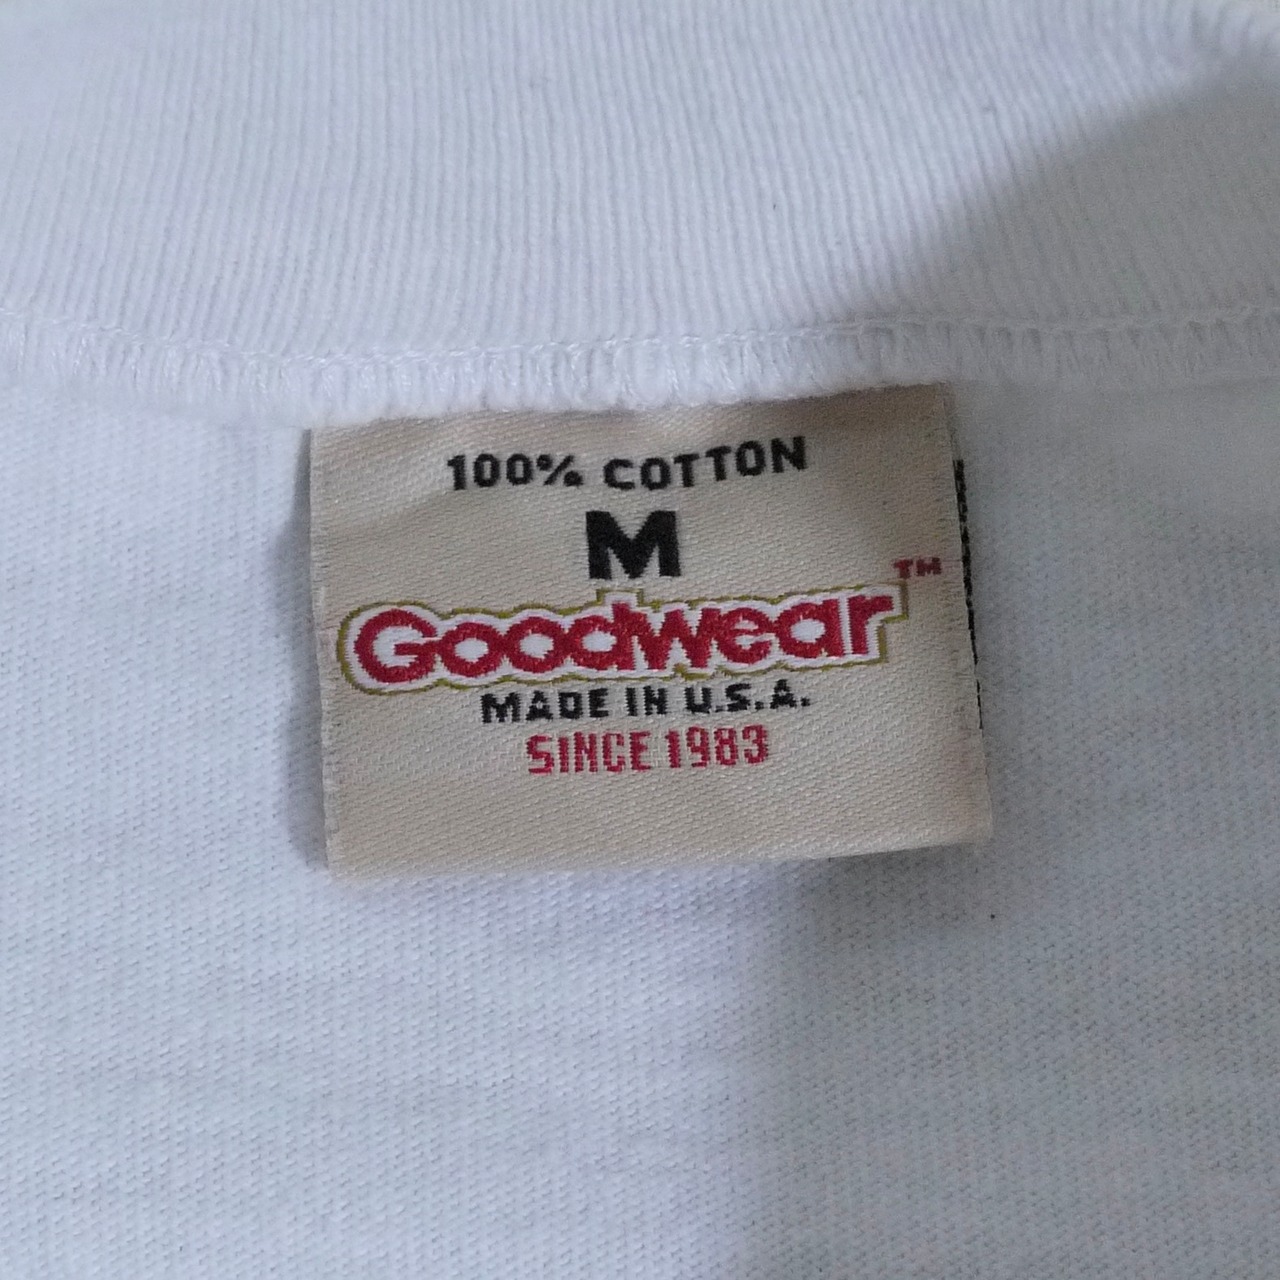 100% COTTON
M
Goodwear™
MADE IN U.S.A.
SINCE 1983